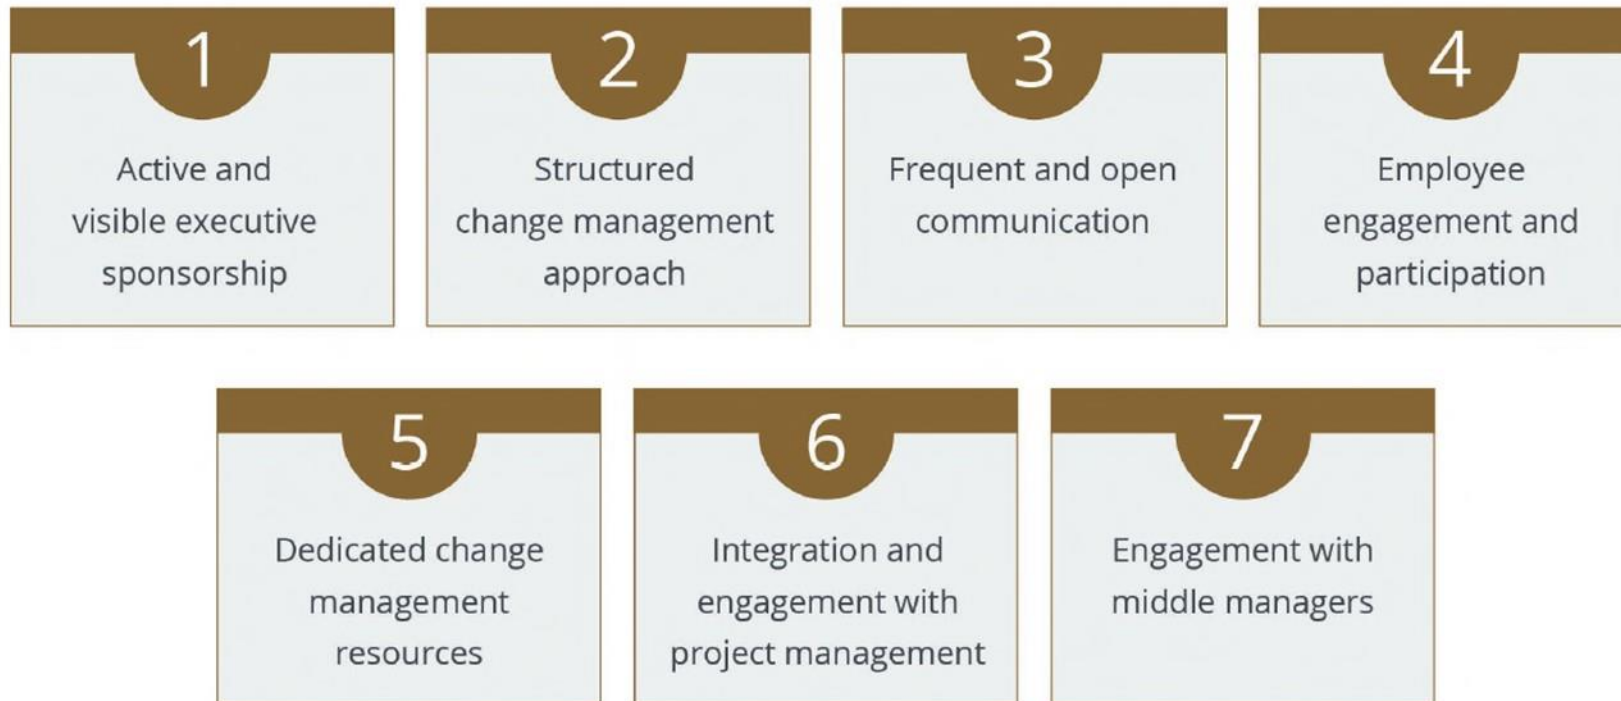 1
Active and
visible executive
sponsorship
2
Structured
change management
approach
3
Frequent and open
communication
4
Employee
engagement and
participation
5
Dedicated change
management
resources
6
Integration and
engagement with
project management
7
Engagement with
middle managers